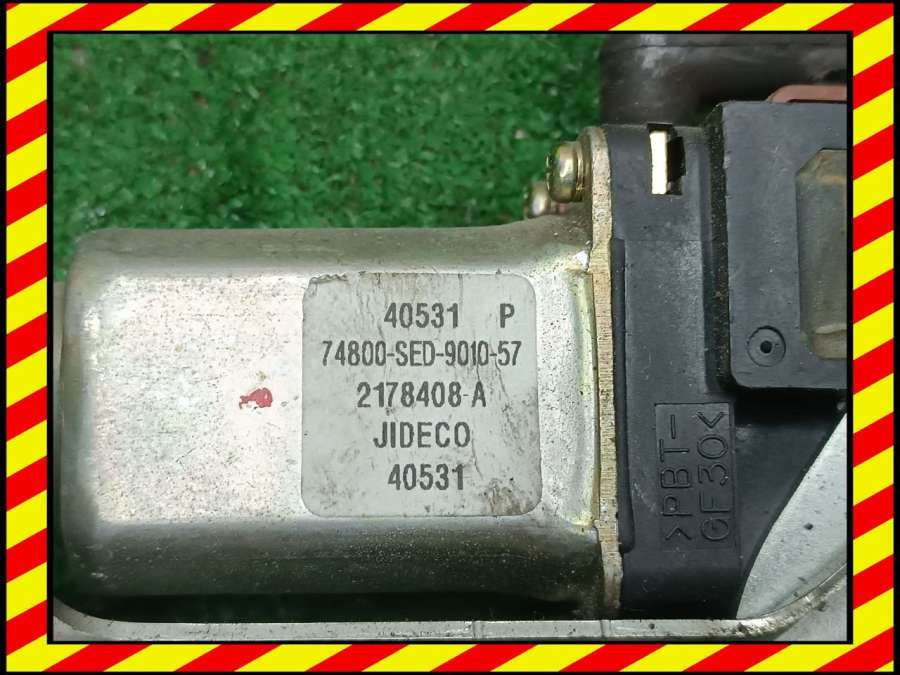 40531 P
74800-SED-9010-57
2178408-A
JIDECO
40531
>PBT-
GF30<